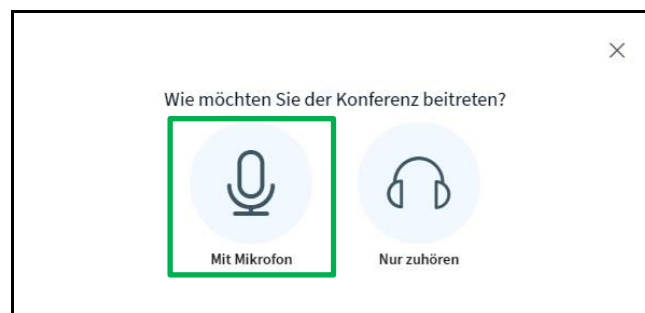 Wie möchten Sie der Konferenz beitreten?
Mit Mikrofon
Nur zuhören